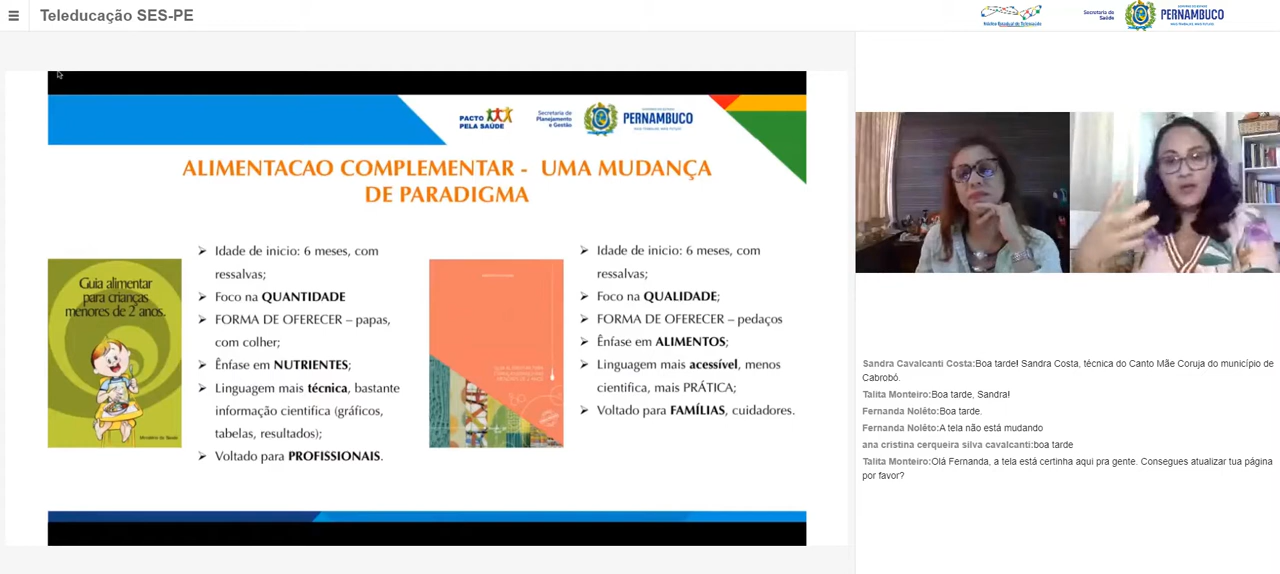 Teleducação SES-PE
Núcleo Estadual de Telessaúde
Secretaria de
Saúde
PERNAMBUCO
PACTO
PELA SAÚDE
Secretaria de
Planejamento
e Gestão
PERNAMBUCO
ALIMENTACAO COMPLEMENTAR - UMA MUDANÇA
DE PARADIGMA
Guia alimentar
para crianças
menores de 2 anos.
Ministério da Saúde
➢ Idade de inicio: 6 meses, com
ressalvas;
➢ Foco na QUANTIDADE
➢ FORMA DE OFERECER – papas,
com colher;
➢ Ênfase em NUTRIENTES;
➢ Linguagem mais técnica, bastante
informação cientifica (gráficos,
tabelas, resultados);
➢ Voltado para PROFISSIONAIS.
➢ Idade de inicio: 6 meses, com
ressalvas;
➢ Foco na QUALIDADE;
➢ FORMA DE OFERECER – pedaços
➢ Ênfase em ALIMENTOS;
➢ Linguagem mais acessível, menos
cientifica, mais PRÁTICA;
➢ Voltado para FAMÍLIAS, cuidadores.
Sandra Cavalcanti Costa:Boa tarde! Sandra Costa, técnica do Canto Mãe Coruja do município de
Cabrobó.
Talita Monteiro:Boa tarde, Sandra!
Fernanda Nolêto:Boa tarde.
Fernanda Nolêto:A tela não está mudando
ana cristina cerqueira silva cavalcanti:boa tarde
Talita Monteiro:Olá Fernanda, a tela está certinha aqui pra gente. Consegues atualizar tua página
por favor?